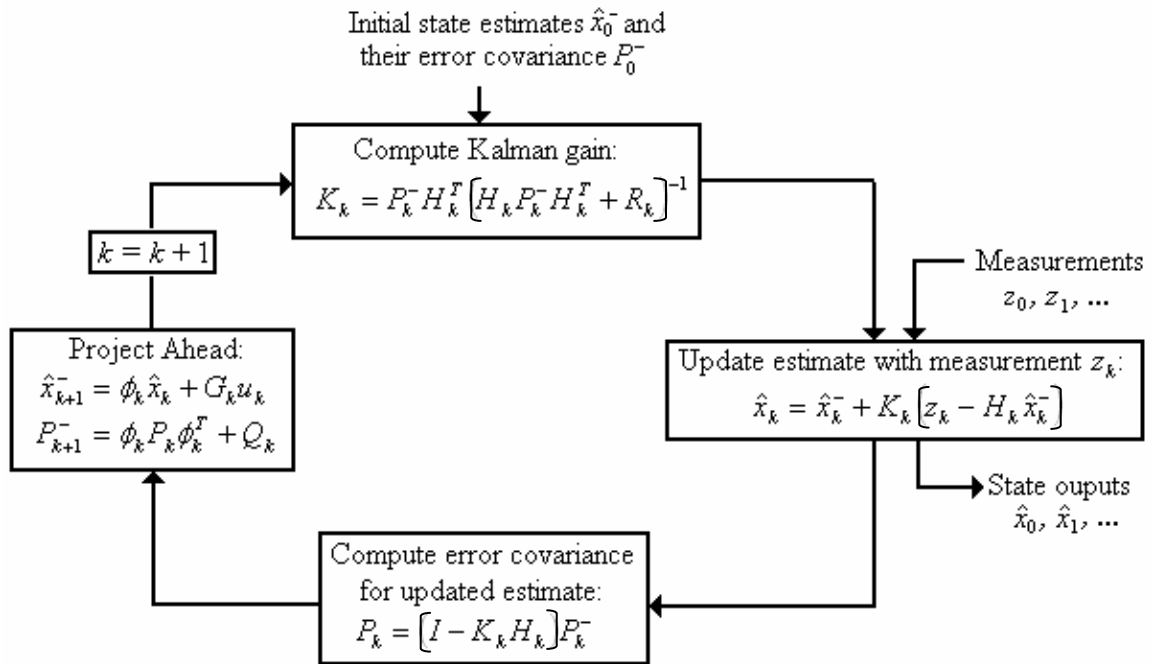 Initial state estimates x̂₀⁻ and
their error covariance P₀⁻
Compute Kalman gain:
Kₖ = Pₖ⁻Hₖᵀ[HₖPₖ⁻Hₖᵀ + Rₖ]⁻¹
k = k + 1
Measurements
z₀, z₁, ...
Project Ahead:
x̂ₖ₊₁⁻ = ϕₖx̂ₖ + Gₖuₖ
Pₖ₊₁⁻ = ϕₖPₖϕₖᵀ + Qₖ
Update estimate with measurement zₖ:
x̂ₖ = x̂ₖ⁻ + Kₖ[zₖ − Hₖx̂ₖ⁻]
State ouputs
x̂₀, x̂₁, ...
Compute error covariance
for updated estimate:
Pₖ = [I − KₖHₖ]Pₖ⁻